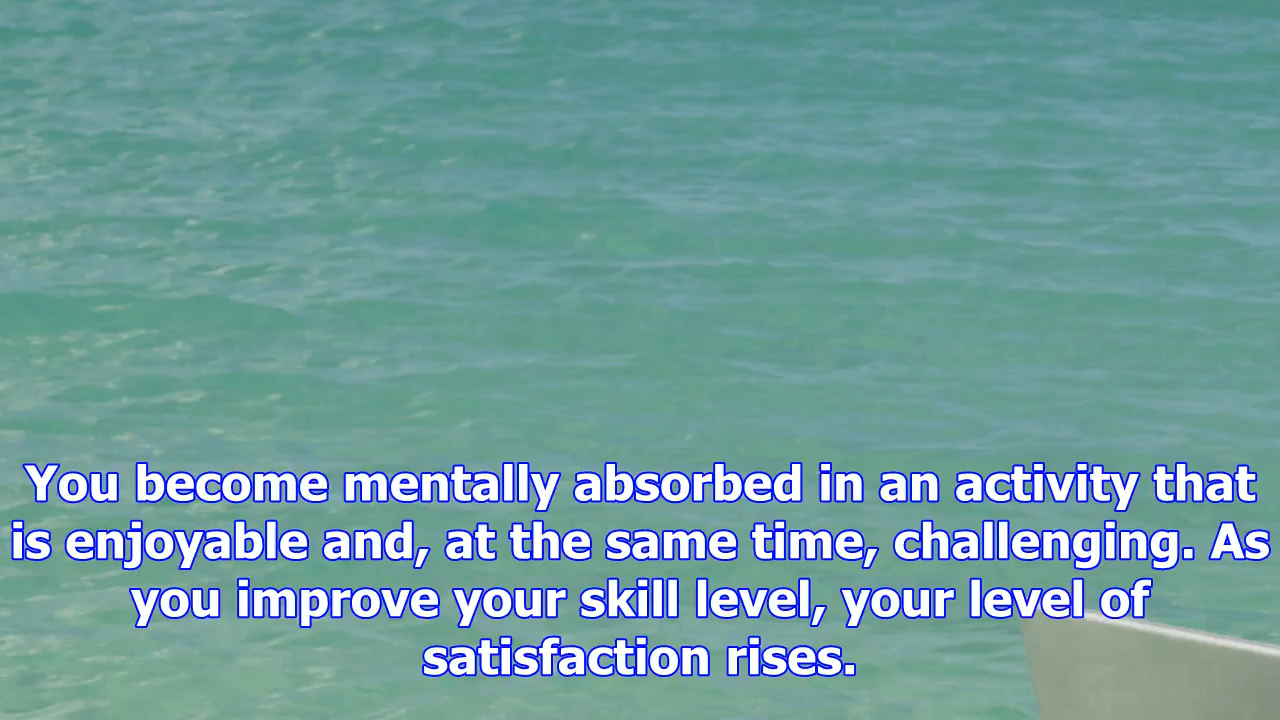 You become mentally absorbed in an activity that
is enjoyable and, at the same time, challenging. As
you improve your skill level, your level of
satisfaction rises.